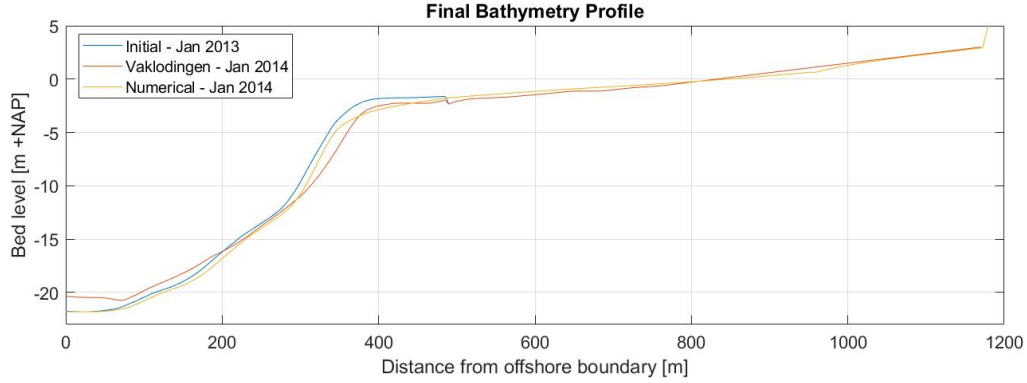 Final Bathymetry Profile
Initial - Jan 2013
Vaklodingen - Jan 2014
Numerical - Jan 2014
Bed level [m +NAP]
5
0
-5
-10
-15
-20
0 200 400 600 800 1000 1200
Distance from offshore boundary [m]